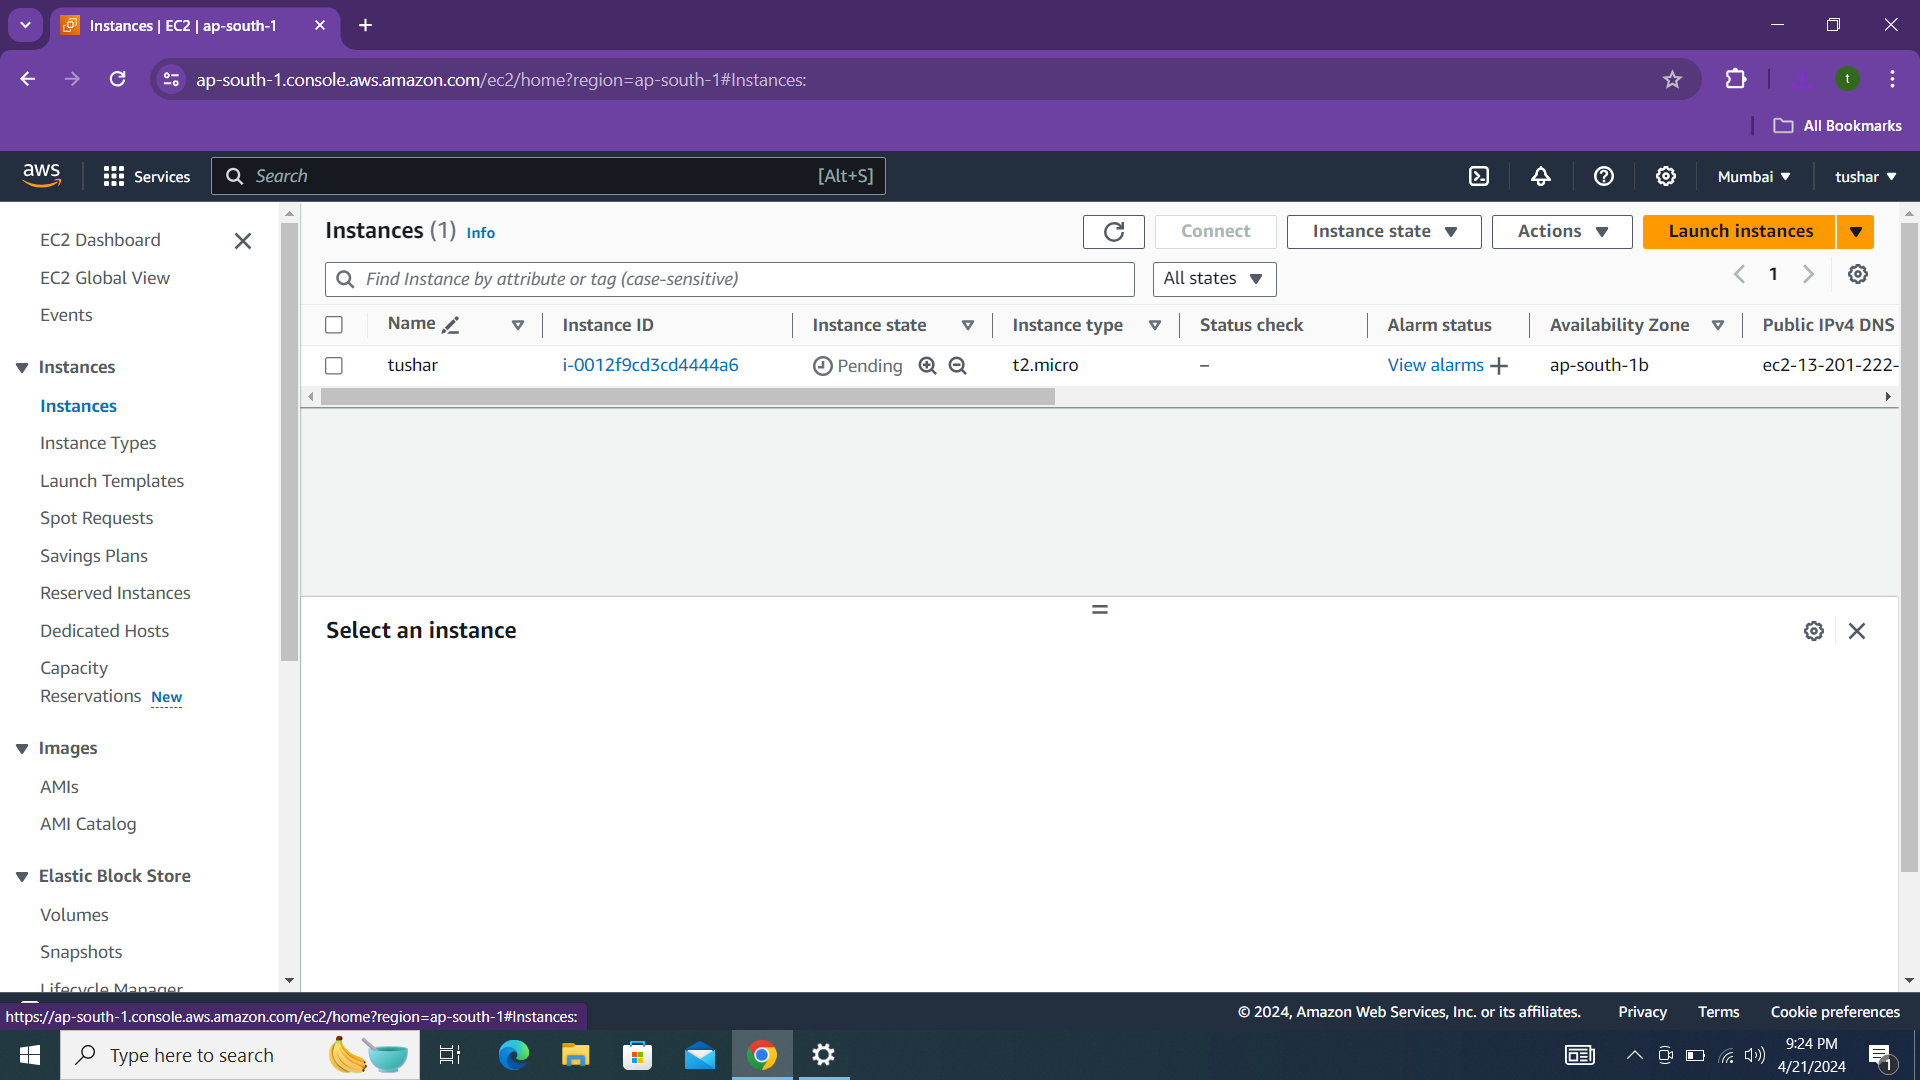 Instances | EC2 | ap-south-1
ap-south-1.console.aws.amazon.com/ec2/home?region=ap-south-1#Instances:
t
All Bookmarks
aws
Services
Search
[Alt+S]
Mumbai
tushar
EC2 Dashboard
EC2 Global View
Events
Instances
Instances
Instance Types
Launch Templates
Spot Requests
Savings Plans
Reserved Instances
Dedicated Hosts
Capacity
Reservations New
Images
AMIs
AMI Catalog
Elastic Block Store
Volumes
Snapshots
Lifecycle Manager
Instances (1) Info
Connect
Instance state
Actions
Launch instances
Find Instance by attribute or tag (case-sensitive)
All states
1
Name Instance ID Instance state Instance type Status check Alarm status Availability Zone Public IPv4 DNS
tushar i-0012f9cd3cd4444a6 Pending t2.micro – View alarms ap-south-1b ec2-13-201-222-
Select an instance
https://ap-south-1.console.aws.amazon.com/ec2/home?region=ap-south-1#Instances:
© 2024, Amazon Web Services, Inc. or its affiliates. Privacy Terms Cookie preferences
Type here to search
9:24 PM
4/21/2024
1